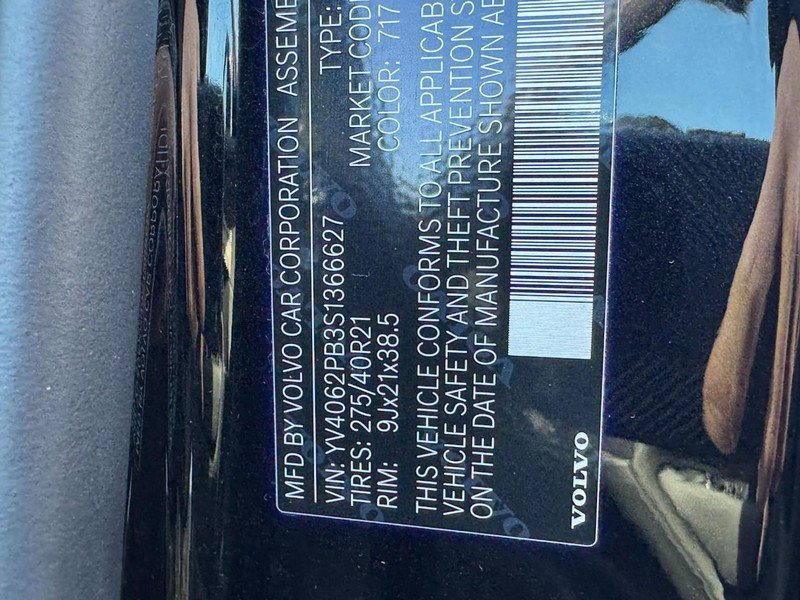 MFD BY VOLVO CAR CORPORATION ASSEM
VIN: YV4062PB3S1366627 TYPE:
TIRES: 275/40R21 MARKET COD
RIM: 9Jx21x38.5 COLOR: 717
THIS VEHICLE CONFORMS TO ALL APPLICAB
VEHICLE SAFETY AND THEFT PREVENTION S
ON THE DATE OF MANUFACTURE SHOWN AB
VOLVO